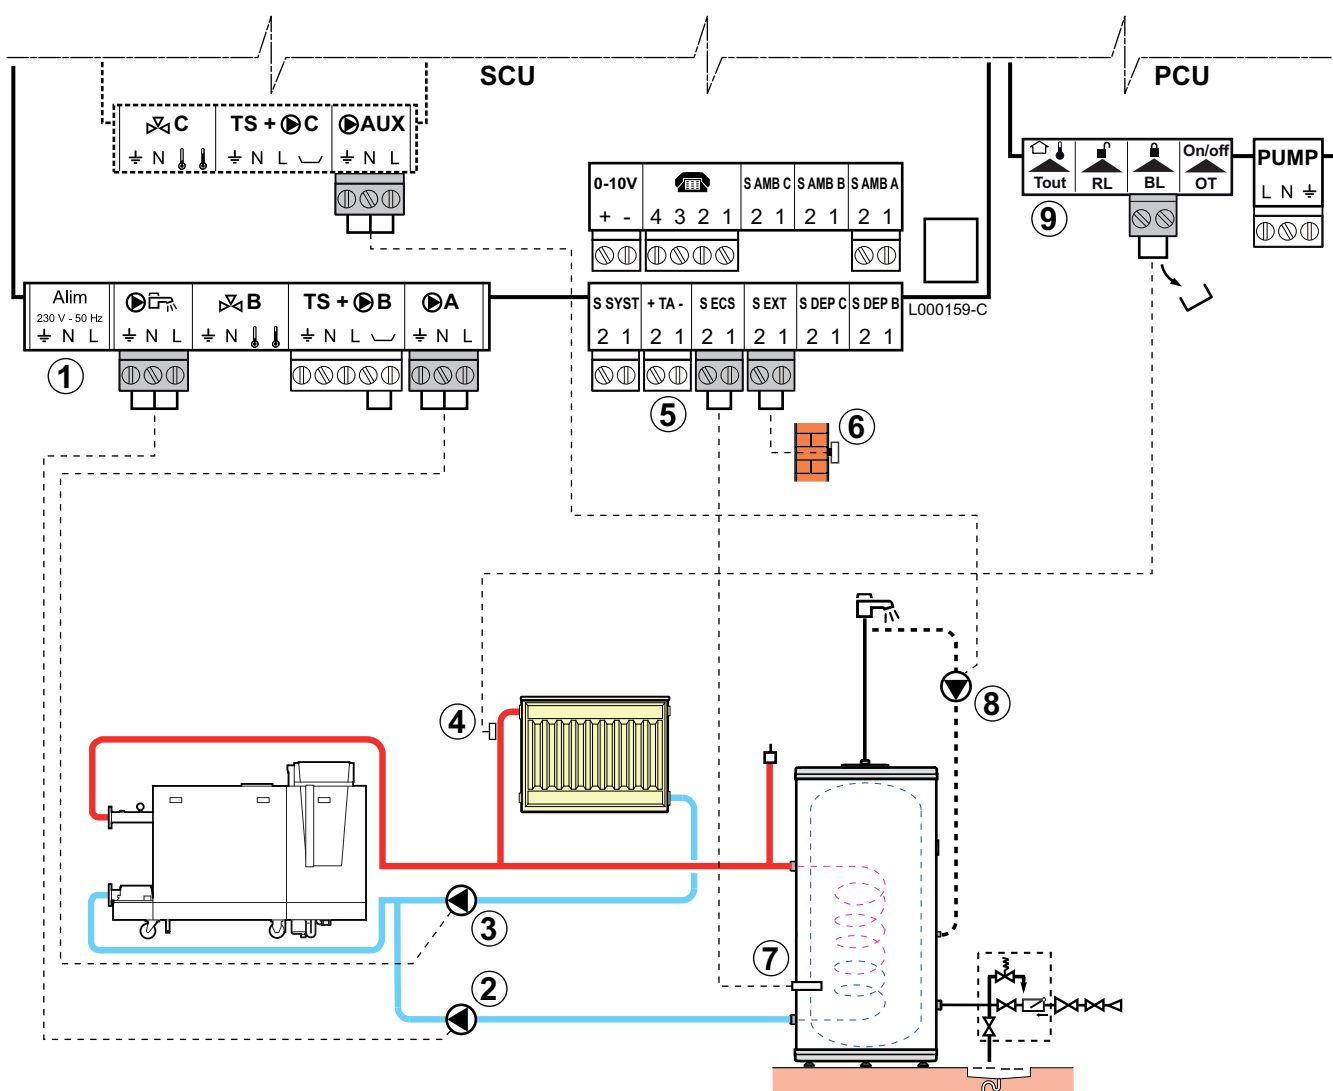 SCU
PCU
C
TS + C
AUX
N
N L
N L
0-10V
S AMB C
S AMB B
S AMB A
+ -
4 3 2 1
2 1
2 1
2 1
On/off
Tout
RL
BL
OT
PUMP
L N
9
Alim
230 V - 50 Hz
N L
N L
B
N
TS + B
N L
A
N L
S SYST
+ TA -
S ECS
S EXT
S DEP C
S DEP B
2 1
2 1
2 1
2 1
2 1
2 1
L000159-C
1
5
6
4
8
3
7
2